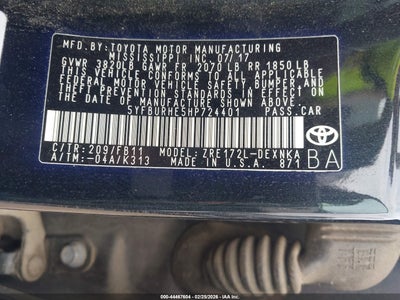 MFD.BY: TOYOTA MOTOR MANUFACTURING
MISSISSIPPI INC. 07/17
GVWR 3820LB GAWR FR 2070LB RR 1850LB
THIS VEHICLE CONFORMS TO ALL APPLICABLE
FEDERAL MOTOR VEHICLE SAFETY, BUMPER, AND
THEFT PREVENTION STANDARDS IN EFFECT ON
THE DATE OF MANUFACTURE SHOWN ABOVE.
5YFBURHE5HP724401 PASS.CAR
TOYOTA
C/TR: 209/FB11 ZRE172L-DEXNKA BA
A/TM: -04A/K313 MADE IN U.S.A. 871
000-44467604 - 02/25/2026 - IAAI.COM